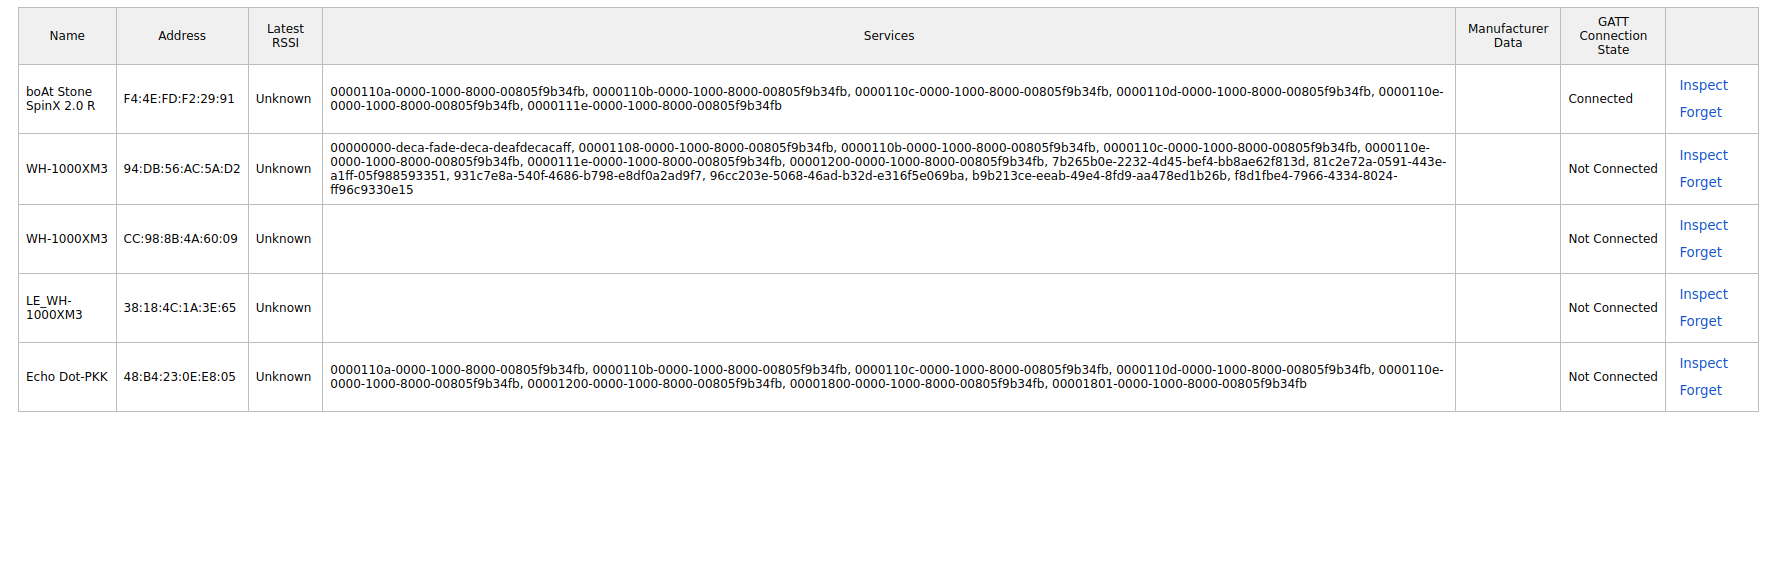 Name Address Latest RSSI Services Manufacturer Data GATT Connection State
boAt Stone SpinX 2.0 R
F4:4E:FD:F2:29:91
Unknown
0000110a-0000-1000-8000-00805f9b34fb, 0000110b-0000-1000-8000-00805f9b34fb, 0000110c-0000-1000-8000-00805f9b34fb, 0000110d-0000-1000-8000-00805f9b34fb, 0000110e-
0000-1000-8000-00805f9b34fb, 0000111e-0000-1000-8000-00805f9b34fb
Connected
Inspect
Forget
WH-1000XM3
94:DB:56:AC:5A:D2
Unknown
00000000-deca-fade-deca-deafdecacaff, 00001108-0000-1000-8000-00805f9b34fb, 0000110b-0000-1000-8000-00805f9b34fb, 0000110c-0000-1000-8000-00805f9b34fb, 0000110e-
0000-1000-8000-00805f9b34fb, 0000111e-0000-1000-8000-00805f9b34fb, 00001200-0000-1000-8000-00805f9b34fb, 7b265b0e-2232-4d45-bef4-bb8ae62f813d, 81c2e72a-0591-443e-
a1ff-05f988593351, 931c7e8a-540f-4686-b798-e8df0a2ad9f7, 96cc203e-5068-46ad-b32d-e316f5e069ba, b9b213ce-eeab-49e4-8fd9-aa478ed1b26b, f8d1fbe4-7966-4334-8024-
ff96c9330e15
Not Connected
Inspect
Forget
WH-1000XM3
CC:98:8B:4A:60:09
Unknown
Not Connected
Inspect
Forget
LE_WH-
1000XM3
38:18:4C:1A:3E:65
Unknown
Not Connected
Inspect
Forget
Echo Dot-PKK
48:B4:23:0E:E8:05
Unknown
0000110a-0000-1000-8000-00805f9b34fb, 0000110b-0000-1000-8000-00805f9b34fb, 0000110c-0000-1000-8000-00805f9b34fb, 0000110d-0000-1000-8000-00805f9b34fb, 0000110e-
0000-1000-8000-00805f9b34fb, 00001200-0000-1000-8000-00805f9b34fb, 00001800-0000-1000-8000-00805f9b34fb, 00001801-0000-1000-8000-00805f9b34fb
Not Connected
Inspect
Forget